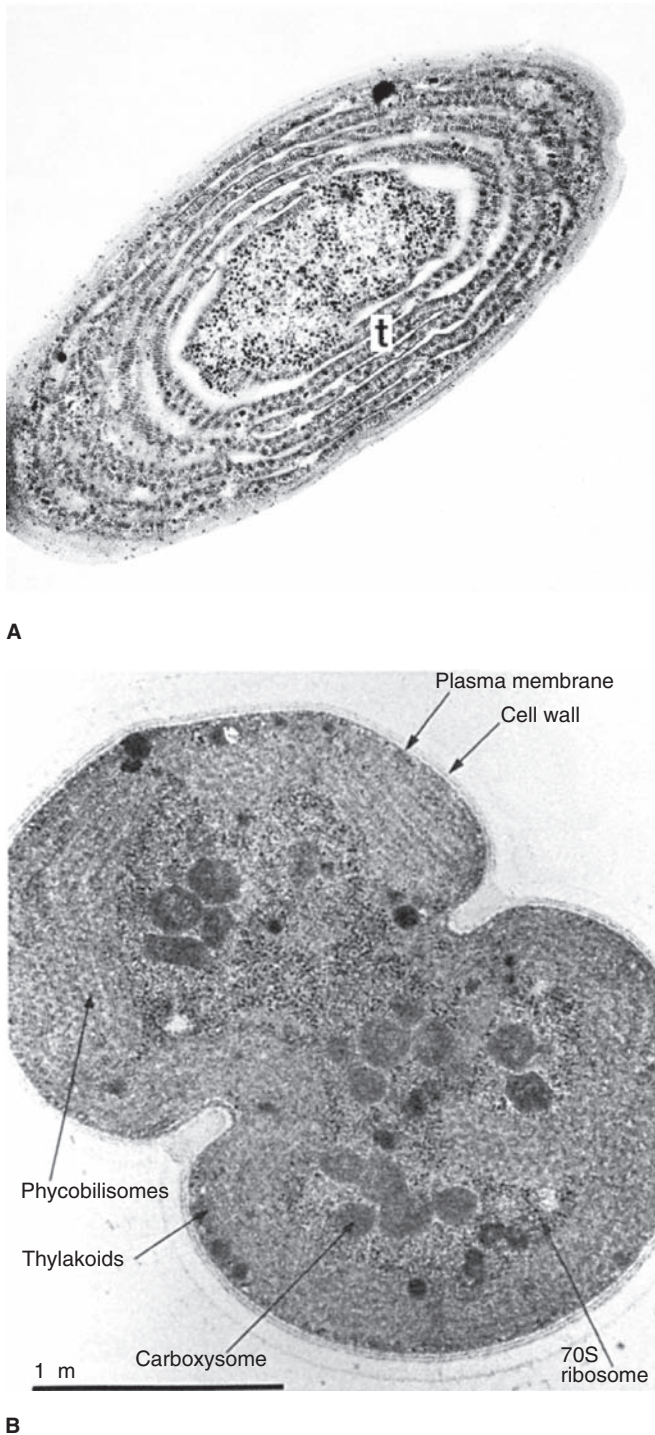 t
A
Plasma membrane
Cell wall
Phycobilisomes
Thylakoids
Carboxysome
70S
ribosome
1 m
B